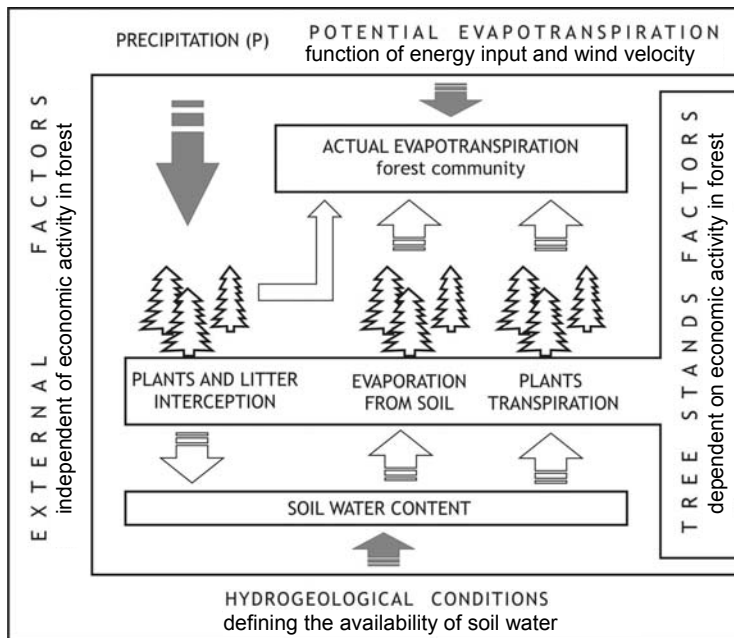 PRECIPITATION (P)
POTENTIAL EVAPOTRANSPIRATION
function of energy input and wind velocity
EXTERNAL FACTORS
independent of economic activity in forest
ACTUAL EVAPOTRANSPIRATION
forest community
TREE STANDS FACTORS
dependent on economic activity in forest
PLANTS AND LITTER
INTERCEPTION
EVAPORATION
FROM SOIL
PLANTS
TRANSPIRATION
SOIL WATER CONTENT
HYDROGEOLOGICAL CONDITIONS
defining the availability of soil water